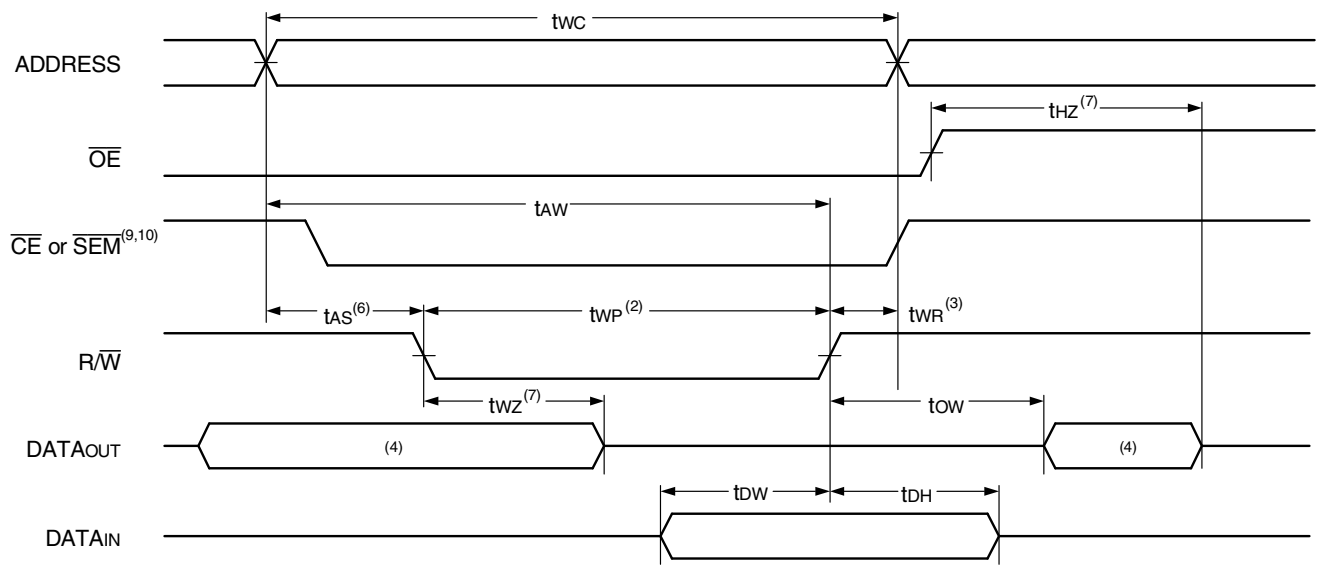 tWC
ADDRESS
tHZ(7)
OE
tAW
CE or SEM(9,10)
tAS(6) tWP(2) tWR(3)
R/W
tWZ(7) tOW
DATAOUT (4) (4)
tDW tDH
DATAIN